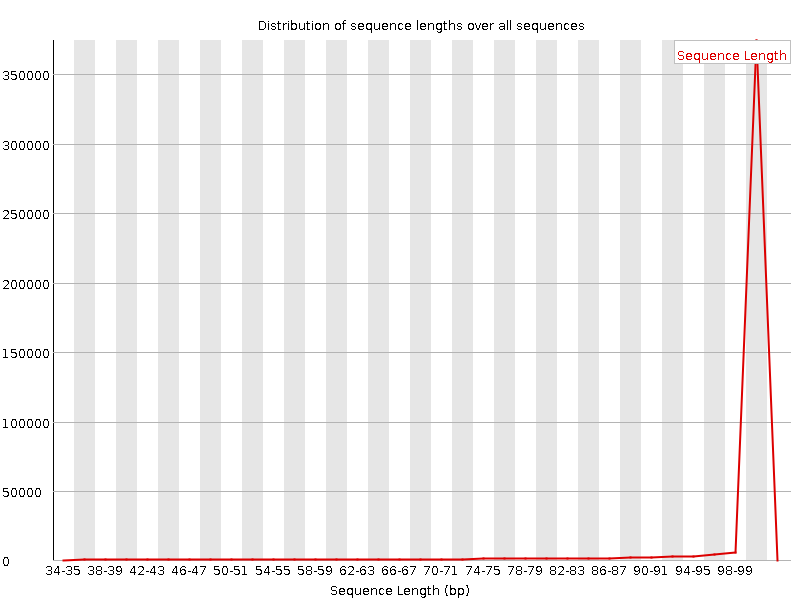 Distribution of sequence lengths over all sequences
Sequence Length
350000
300000
250000
200000
150000
100000
50000
0
34-35 38-39 42-43 46-47 50-51 54-55 58-59 62-63 66-67 70-71 74-75 78-79 82-83 86-87 90-91 94-95 98-99
Sequence Length (bp)